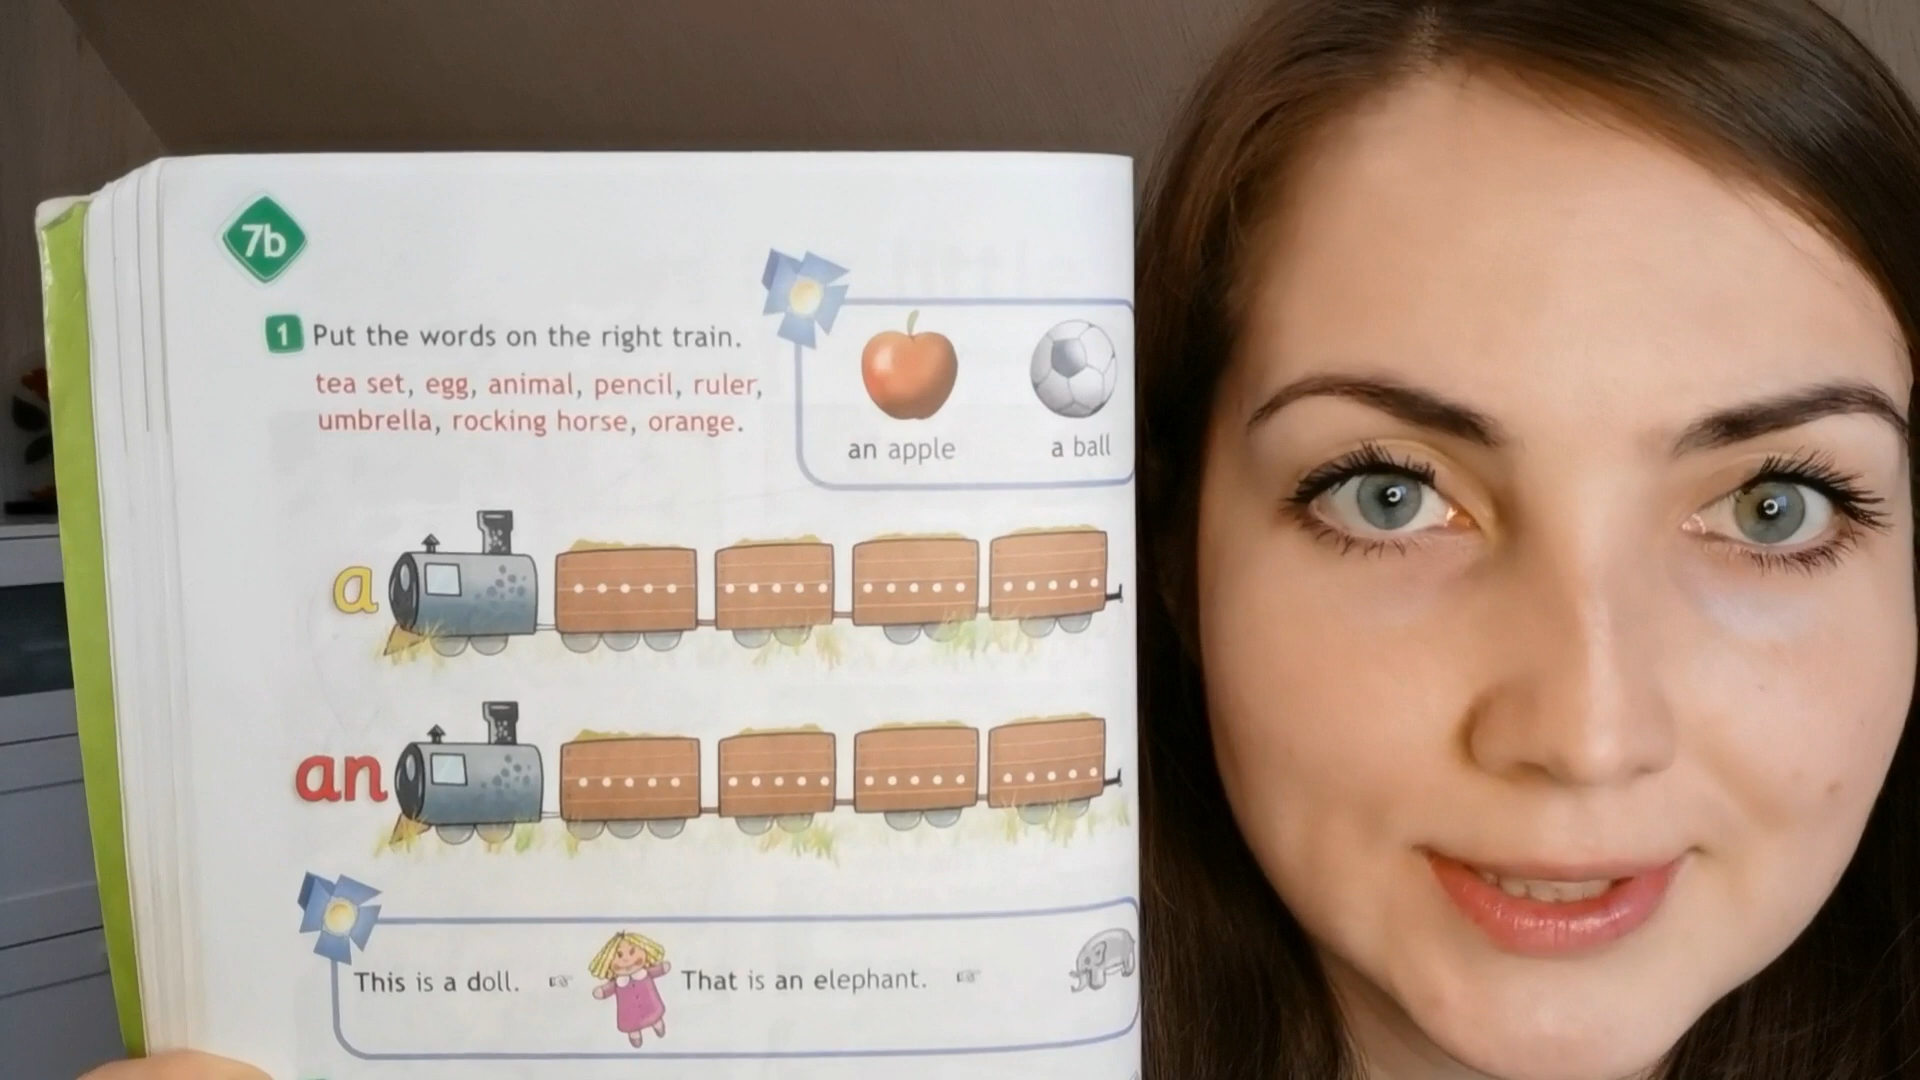 7b
1 Put the words on the right train.
tea set, egg, animal, pencil, ruler,
umbrella, rocking horse, orange.
an apple
a ball
a
an
This is a doll.
That is an elephant.